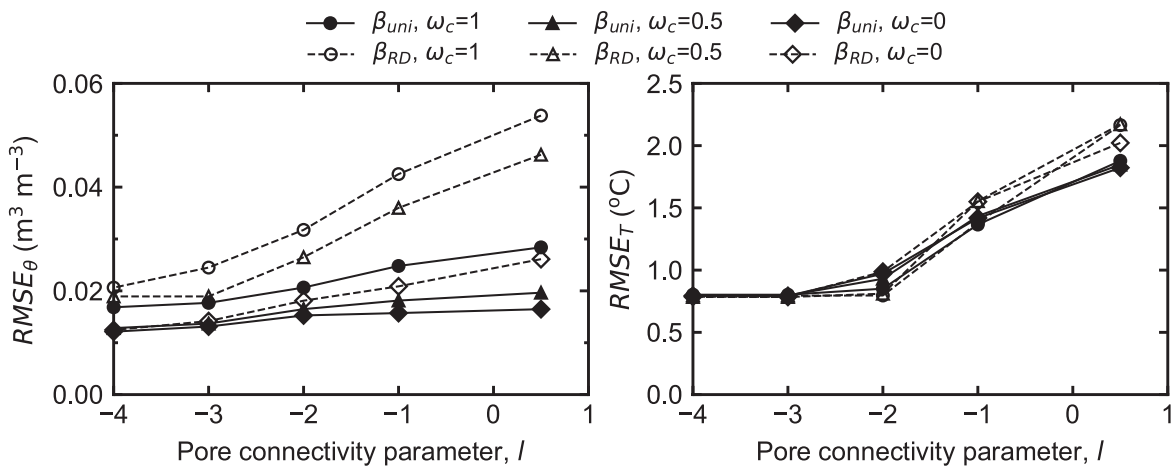 β_uni, ω_c=1 β_uni, ω_c=0.5 β_uni, ω_c=0
β_RD, ω_c=1 β_RD, ω_c=0.5 β_RD, ω_c=0
RMSE_θ (m³ m⁻³)
0.06
0.04
0.02
0.00
−4 −3 −2 −1 0 1
Pore connectivity parameter, l
RMSE_T (°C)
2.5
2.0
1.5
1.0
0.5
0.0
−4 −3 −2 −1 0 1
Pore connectivity parameter, l